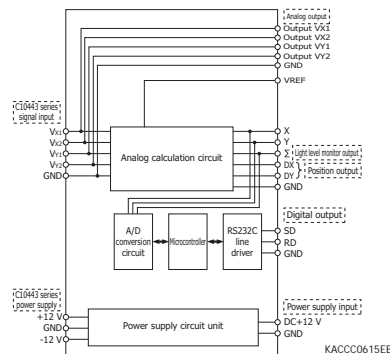 Analog output
Output VX1
Output VX2
Output VY1
Output VY2
GND
VREF
C10443 series
signal input
VX1
VX2
VY1
VY2
GND
Analog calculation circuit
X
Y
Σ
Light level monitor output
DX
DY
Position output
GND
Digital output
A/D
conversion
circuit
Microcontroller
RS232C
line
driver
SD
RD
GND
C10443 series
power supply
+12 V
GND
-12 V
Power supply circuit unit
Power supply input
DC+12 V
GND
KACCC0615EB